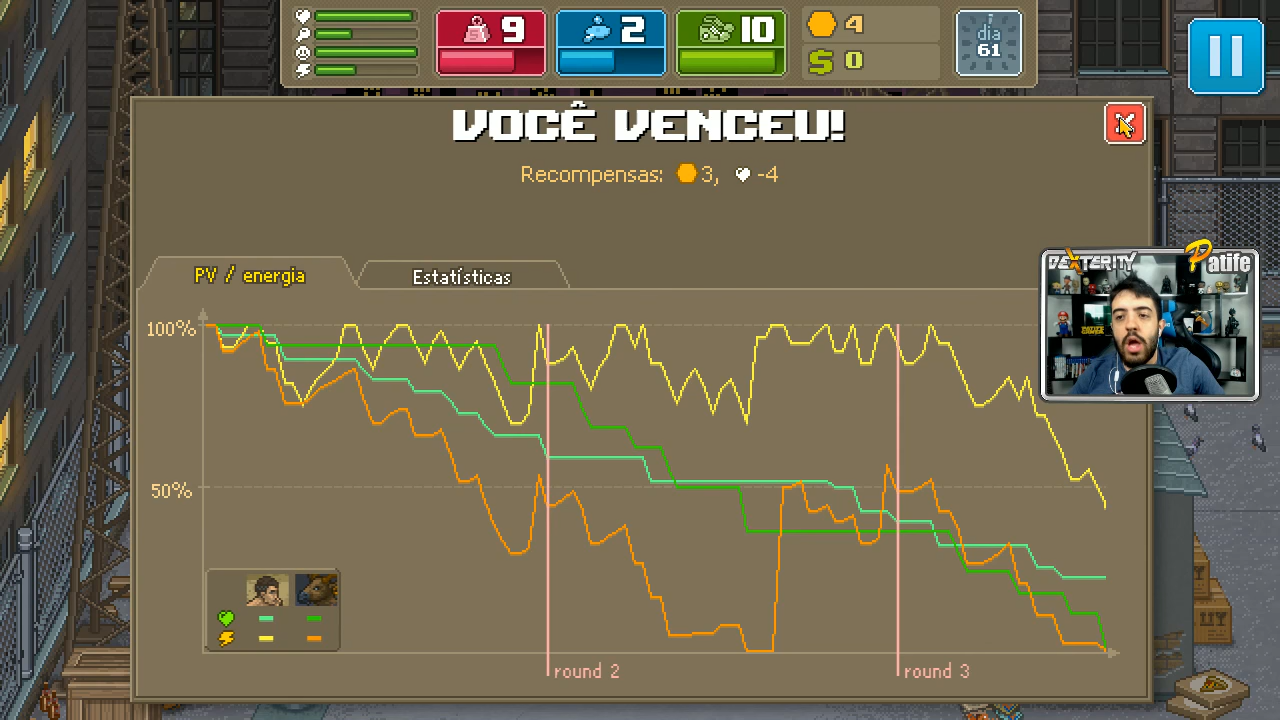 9
2
10
4
0
dia
61
VOCÊ VENCEU!
Recompensas: 3, -4
PV / energia
Estatísticas
100%
50%
round 2
round 3
DEXTERITY
Patife